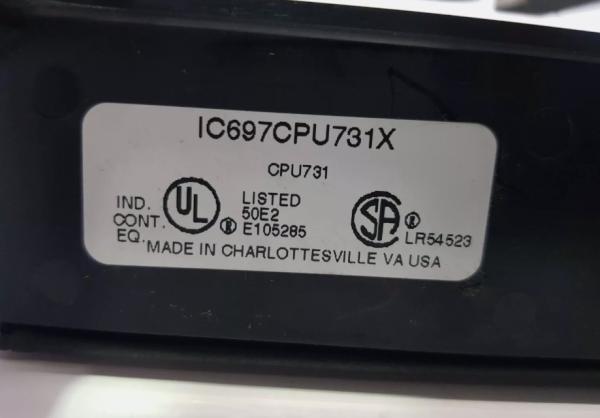 IC697CPU731X
CPU731
IND. CONT. EQ.
UL ®
LISTED
50E2
E105285
SA ®
LR54523
MADE IN CHARLOTTESVILLE VA USA